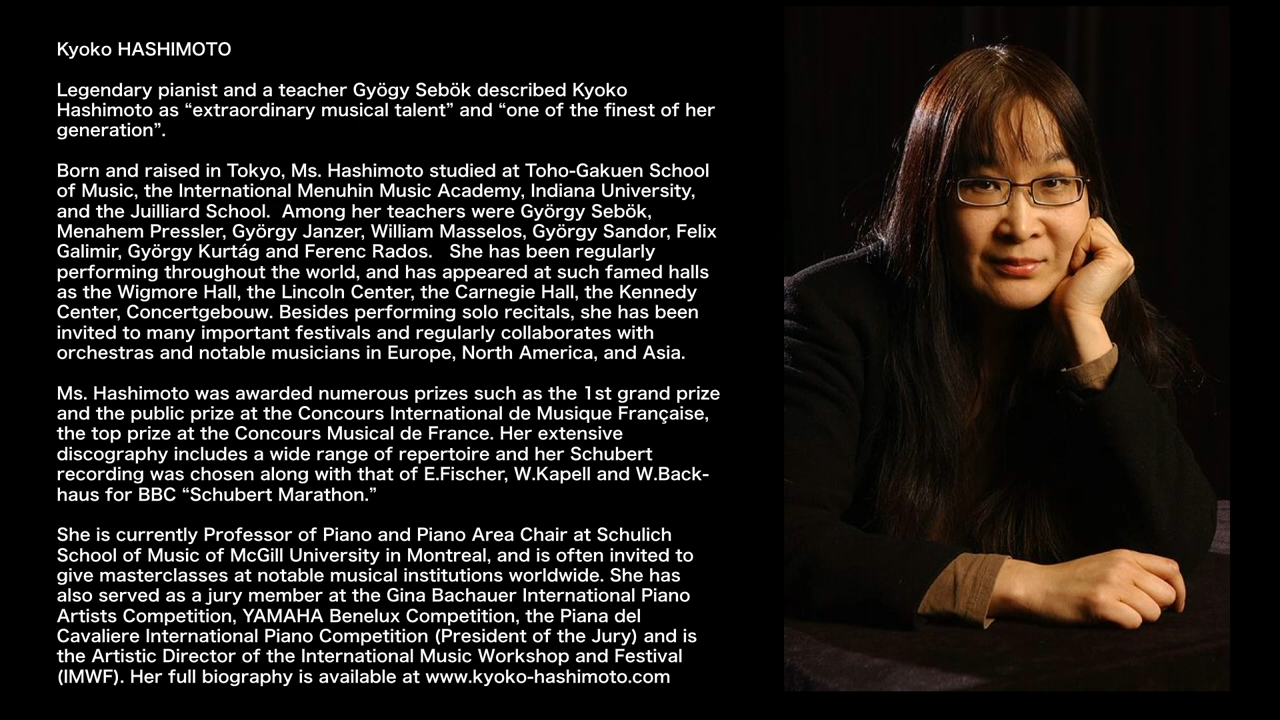 Kyoko HASHIMOTO
Legendary pianist and a teacher Gyögy Sebök described Kyoko
Hashimoto as “extraordinary musical talent” and “one of the finest of her
generation”.
Born and raised in Tokyo, Ms. Hashimoto studied at Toho-Gakuen School
of Music, the International Menuhin Music Academy, Indiana University,
and the Juilliard School.  Among her teachers were György Sebök,
Menahem Pressler, György Janzer, William Masselos, György Sandor, Felix
Galimir, György Kurtág and Ferenc Rados.   She has been regularly
performing throughout the world, and has appeared at such famed halls
as the Wigmore Hall, the Lincoln Center, the Carnegie Hall, the Kennedy
Center, Concertgebouw. Besides performing solo recitals, she has been
invited to many important festivals and regularly collaborates with
orchestras and notable musicians in Europe, North America, and Asia.
Ms. Hashimoto was awarded numerous prizes such as the 1st grand prize
and the public prize at the Concours International de Musique Française,
the top prize at the Concours Musical de France. Her extensive
discography includes a wide range of repertoire and her Schubert
recording was chosen along with that of E.Fischer, W.Kapell and W.Back-
haus for BBC “Schubert Marathon.”
She is currently Professor of Piano and Piano Area Chair at Schulich
School of Music of McGill University in Montreal, and is often invited to
give masterclasses at notable musical institutions worldwide. She has
also served as a jury member at the Gina Bachauer International Piano
Artists Competition, YAMAHA Benelux Competition, the Piana del
Cavaliere International Piano Competition (President of the Jury) and is
the Artistic Director of the International Music Workshop and Festival
(IMWF). Her full biography is available at www.kyoko-hashimoto.com